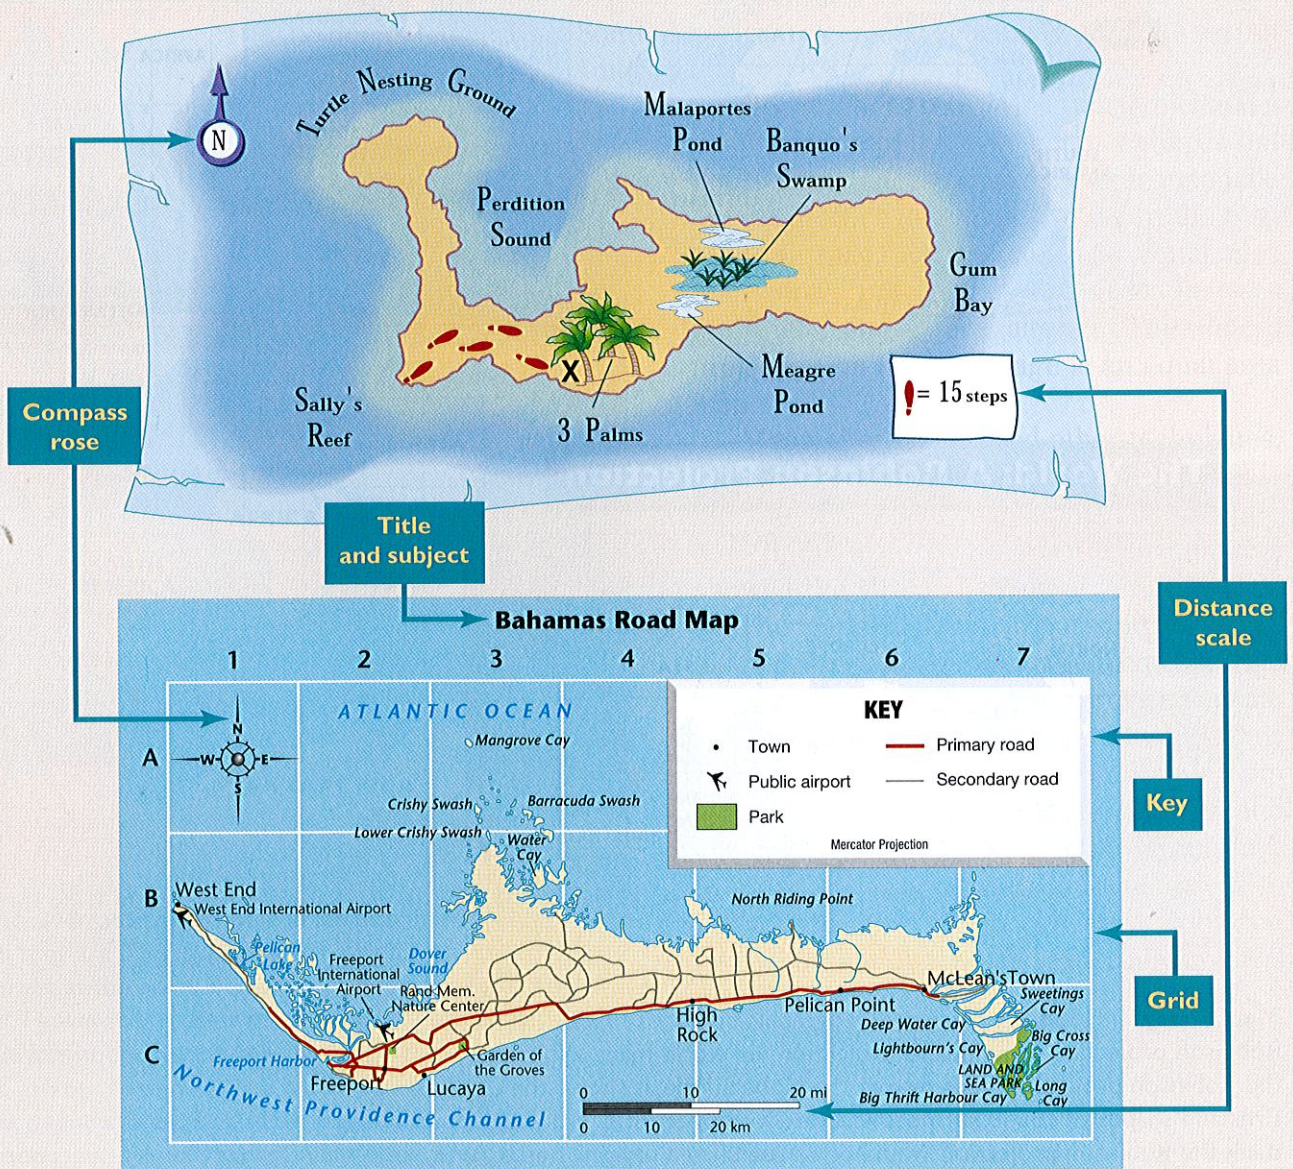 Turtle Nesting Ground
N
Malaportes
Pond
Banquo's
Swamp
Perdition
Sound
Gum
Bay
X
Meagre
Pond
= 15 steps
Sally's
Reef
3 Palms
Compass
rose
Title
and subject
Distance
scale
Bahamas Road Map
1 2 3 4 5 6 7
A
B
C
N
W E
S
ATLANTIC OCEAN
Mangrove Cay
Crishy Swash
Barracuda Swash
Lower Crishy Swash
Water
Cay
KEY
Town
Primary road
Public airport
Secondary road
Park
Mercator Projection
Key
Grid
West End
West End International Airport
North Riding Point
Pelican
Lake
Freeport
International
Airport
Dover
Sound
Rand Mem.
Nature Center
McLean'sTown
Sweetings
Cay
High
Rock
Pelican Point
Deep Water Cay
Lightbourn's Cay
Big Cross
Cay
LAND AND
SEA PARK
Long
Cay
Big Thrift Harbour Cay
Freeport Harbor
Garden of
the Groves
Freeport
Lucaya
Northwest Providence Channel
0 10 20 mi
0 10 20 km